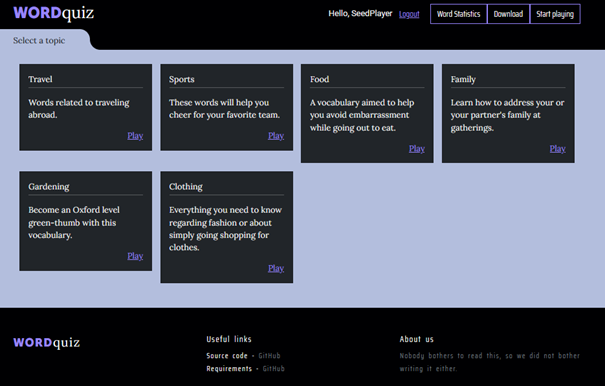 WORDquiz
Hello, SeedPlayer Logout Word Statistics Download Start playing
Select a topic
Travel
Words related to traveling
abroad.
Play
Sports
These words will help you
cheer for your favorite team.
Play
Food
A vocabulary aimed to help
you avoid embarrassment
while going out to eat.
Play
Family
Learn how to address your or
your partner's family at
gatherings.
Play
Gardening
Become an Oxford level
green-thumb with this
vocabulary.
Play
Clothing
Everything you need to know
regarding fashion or about
simply going shopping for
clothes.
Play
WORDquiz
Useful links
Source code - GitHub
Requirements - GitHub
About us
Nobody bothers to read this, so we did not bother
writing it either.